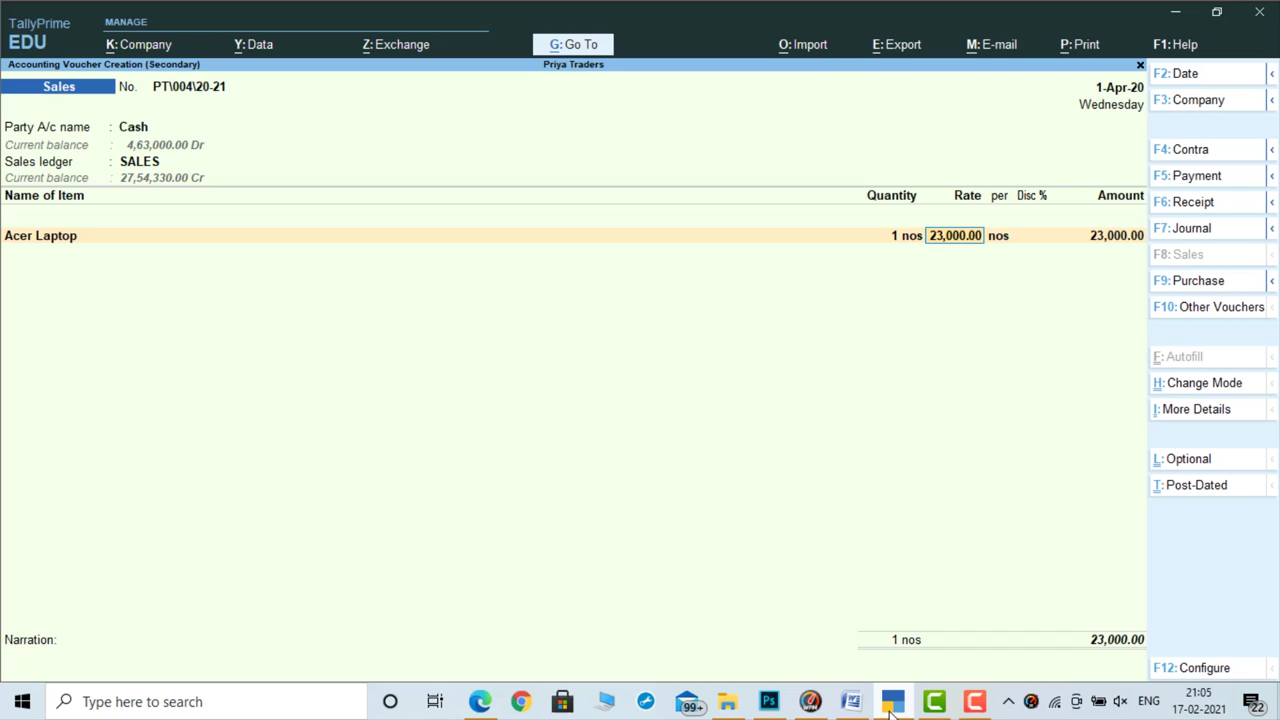 TallyPrime
EDU
MANAGE
K: Company
Y: Data
Z: Exchange
G: Go To
O: Import
E: Export
M: E-mail
P: Print
F1: Help
Accounting Voucher Creation (Secondary)
Priya Traders
Sales No. PT\004\20-21
1-Apr-20
Wednesday
Party A/c name : Cash
Current balance : 4,63,000.00 Dr
Sales ledger : SALES
Current balance : 27,54,330.00 Cr
Name of Item Quantity Rate per Disc % Amount
Acer Laptop 1 nos 23,000.00 nos 23,000.00
Narration: 1 nos 23,000.00
F2: Date
F3: Company
F4: Contra
F5: Payment
F6: Receipt
F7: Journal
F8: Sales
F9: Purchase
F10: Other Vouchers
F: Autofill
H: Change Mode
I: More Details
L: Optional
T: Post-Dated
F12: Configure
Type here to search
99+
ENG
21:05
17-02-2021
22